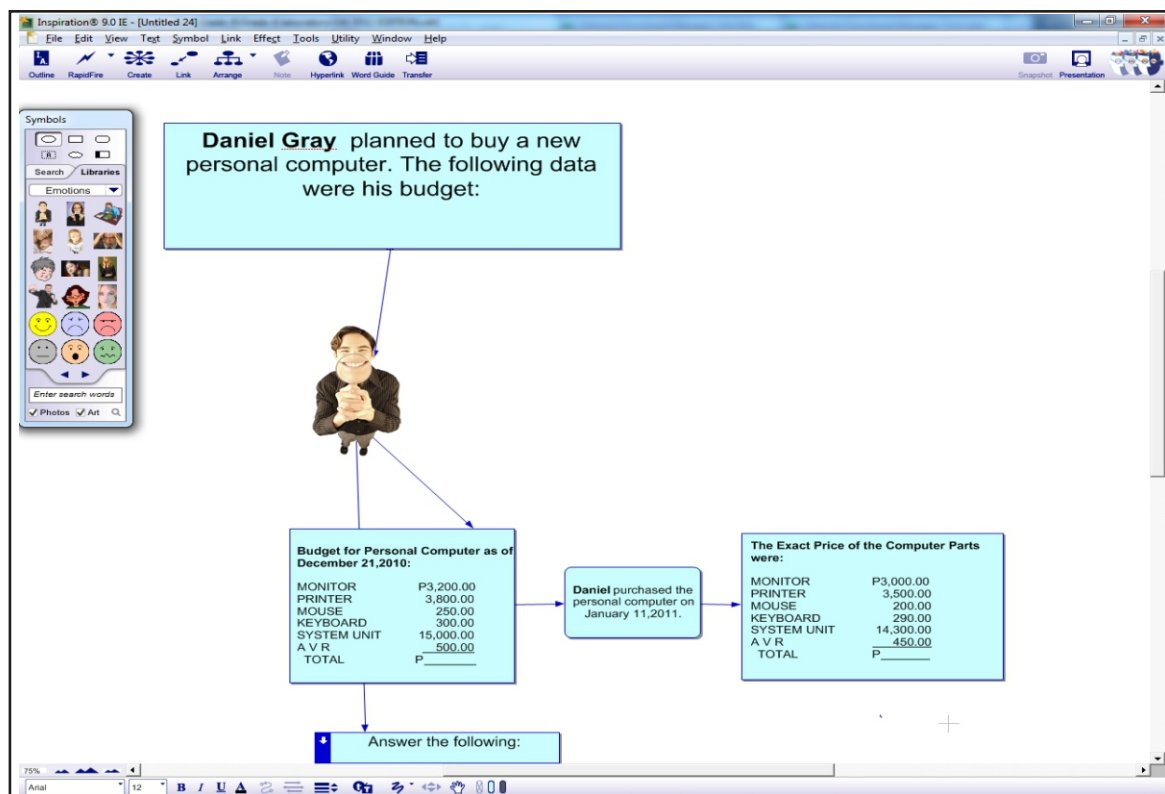 Inspiration® 9.0 IE - [Untitled 24]
File Edit View Text Symbol Link Effect Tools Utility Window Help
Outline RapidFire Create Link Arrange Note Hyperlink Word Guide Transfer Snapshot Presentation
Symbols
Search Libraries
Emotions
Enter search words
Photos Art
Daniel Gray planned to buy a new
personal computer. The following data
were his budget:
Budget for Personal Computer as of
December 21,2010:
MONITOR P3,200.00
PRINTER 3,800.00
MOUSE 250.00
KEYBOARD 300.00
SYSTEM UNIT 15,000.00
A V R 500.00
TOTAL P_______
Daniel purchased the
personal computer on
January 11,2011.
The Exact Price of the Computer Parts
were:
MONITOR P3,000.00
PRINTER 3,500.00
MOUSE 200.00
KEYBOARD 290.00
SYSTEM UNIT 14,300.00
A V R 450.00
TOTAL P_______
Answer the following:
75%
Arial 12 B I U A